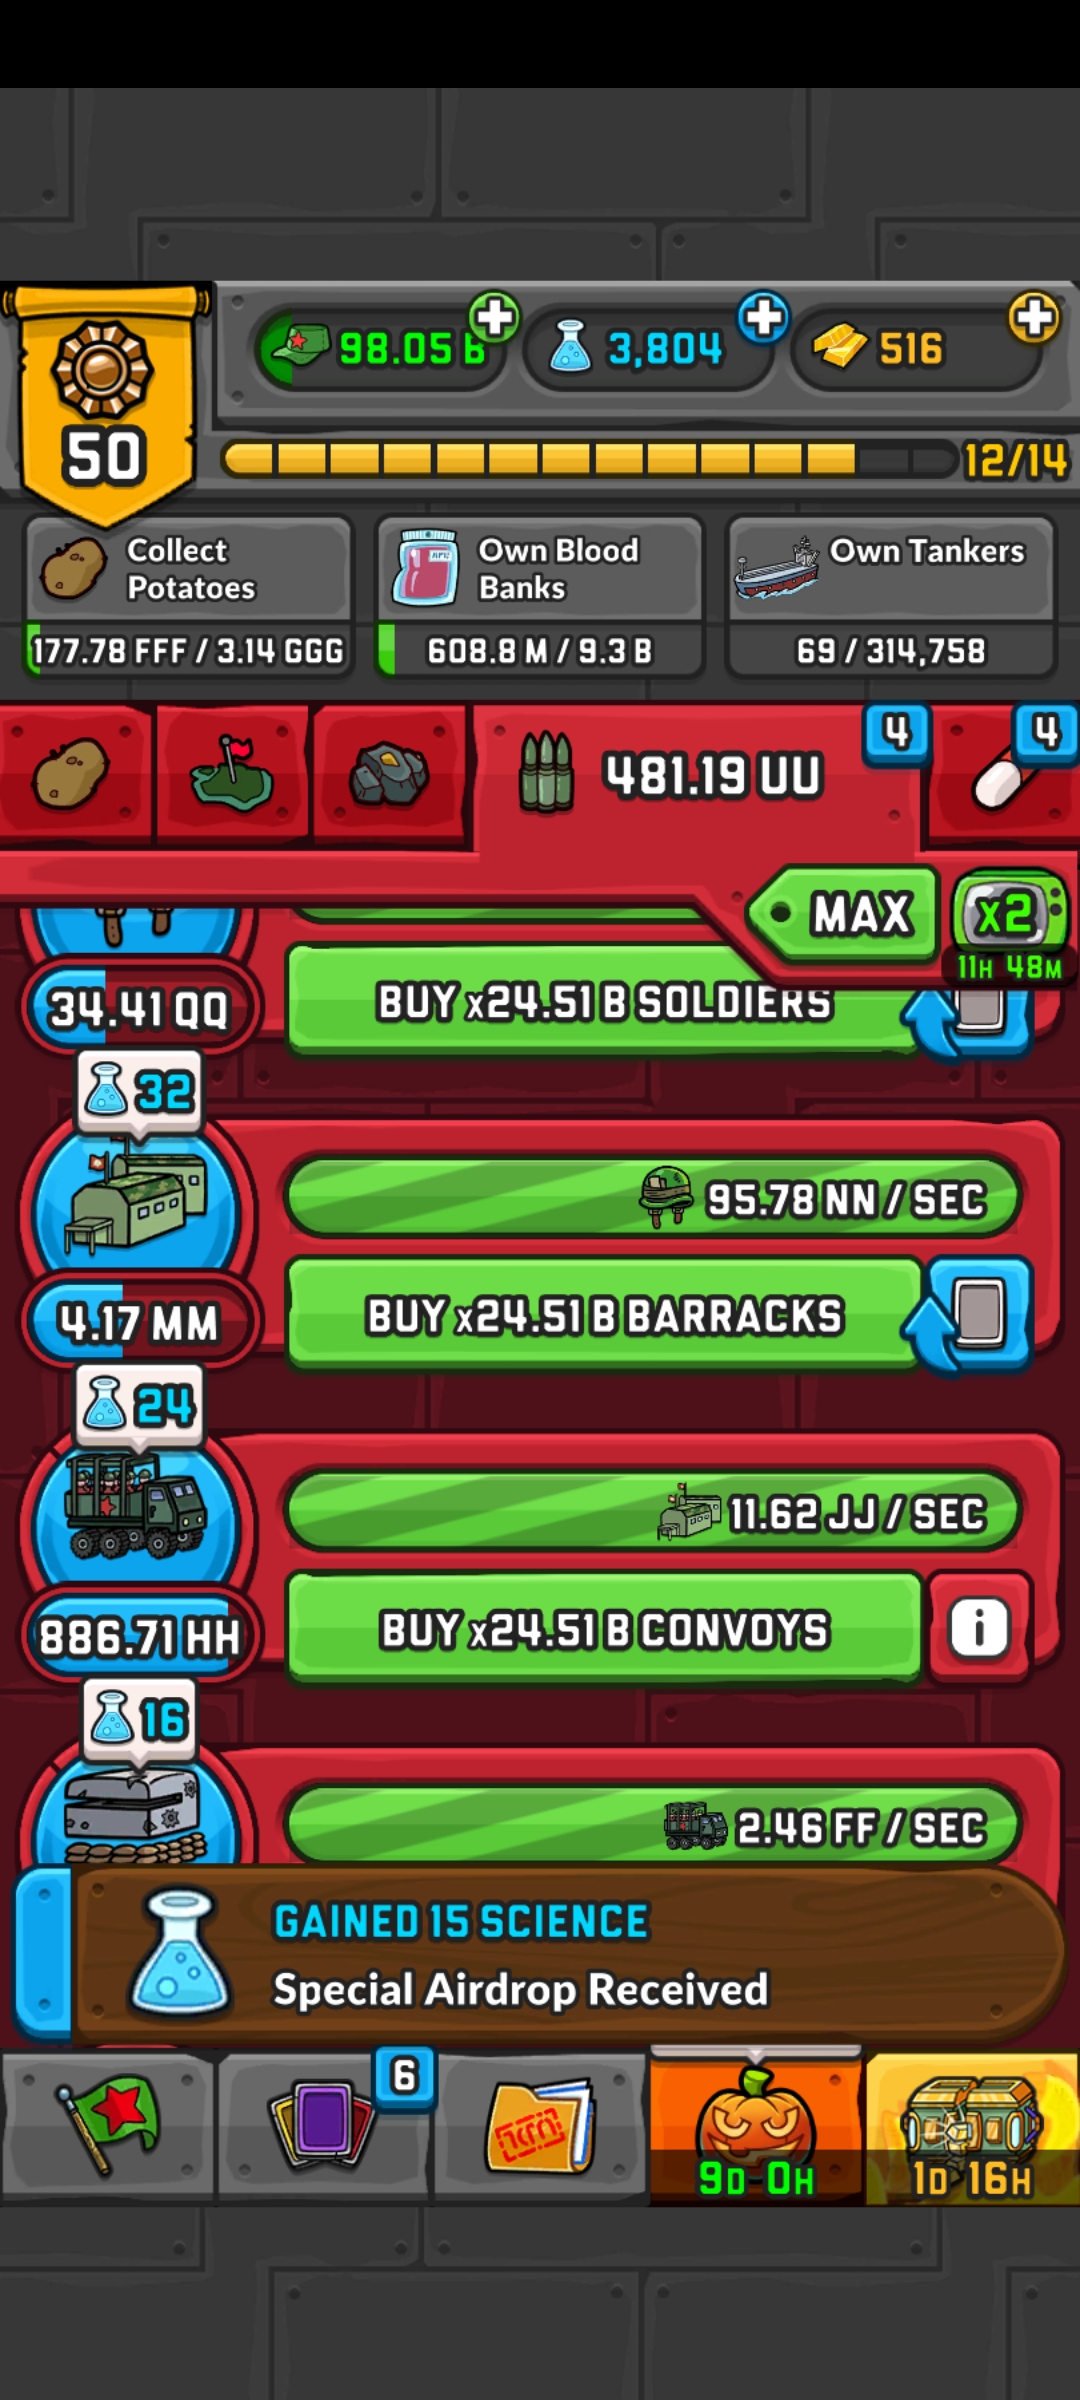 98.05 B
3,804
516
50
12/14
Collect
Potatoes
177.78 FFF / 3.14 GGG
Own Blood
Banks
608.8 M / 9.3 B
Own Tankers
69 / 314,758
481.19 UU
4
4
MAX
x2
11H 48M
34.41 QQ
BUY x24.51 B SOLDIERS
32
95.78 NN / SEC
4.17 MM
BUY x24.51 B BARRACKS
24
11.62 JJ / SEC
886.71 HH
BUY x24.51 B CONVOYS
i
16
2.46 FF / SEC
GAINED 15 SCIENCE
Special Airdrop Received
6
9D 0H
1D 16H